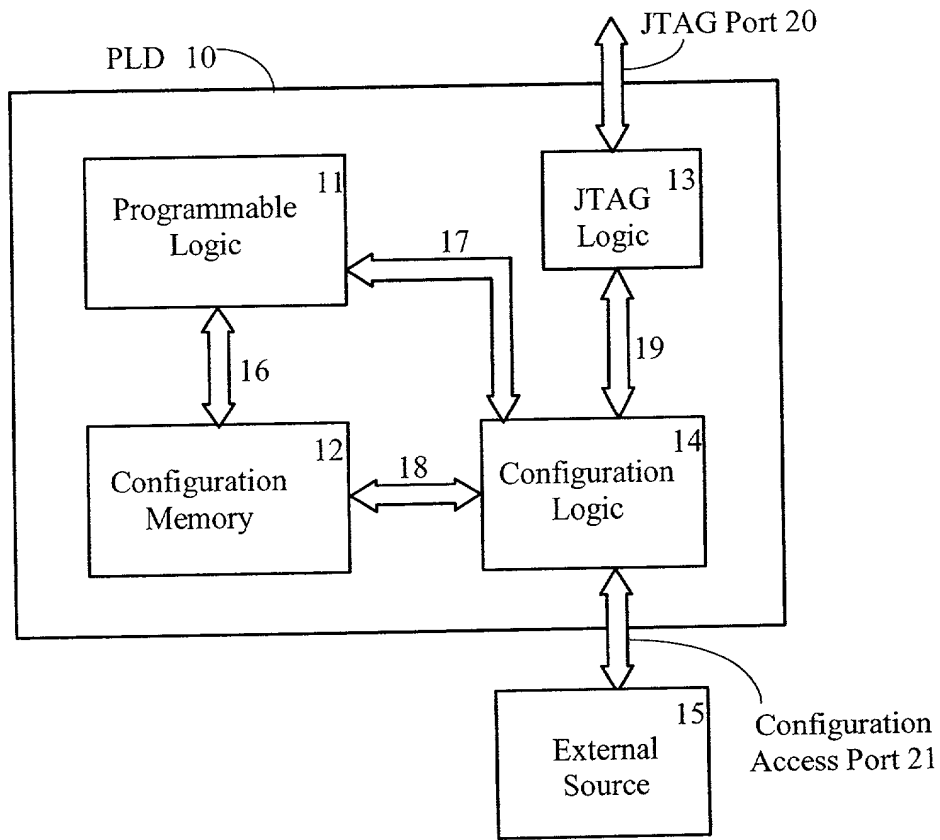 JTAG Port 20
PLD 10
11
Programmable
Logic
13
JTAG
Logic
17
16
19
12
Configuration
Memory
18
14
Configuration
Logic
15
External
Source
Configuration
Access Port 21